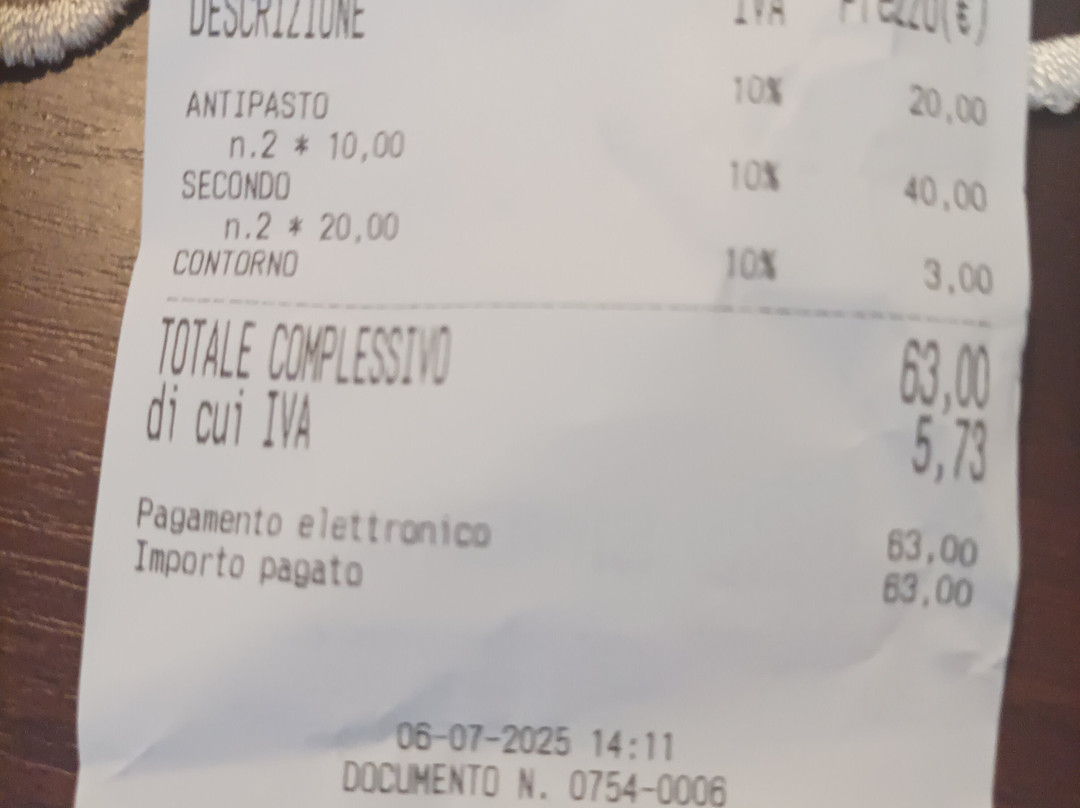 DESCRIZIONE IVA Prezzo(€)
ANTIPASTO 10% 20,00
n.2 * 10,00
SECONDO 10% 40,00
n.2 * 20,00
CONTORNO 10% 3,00
TOTALE COMPLESSIVO 63,00
di cui IVA 5,73
Pagamento elettronico 63,00
Importo pagato 63,00
06-07-2025 14:11
DOCUMENTO N. 0754-0006